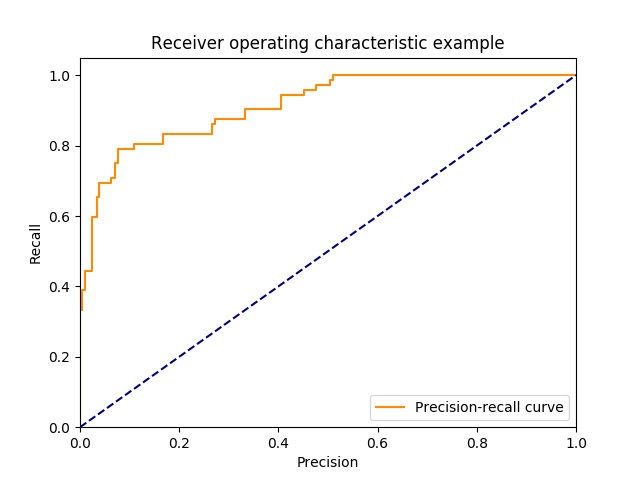 Receiver operating characteristic example
1.0
0.8
0.6
0.4
0.2
0.0
Recall
0.0 0.2 0.4 0.6 0.8 1.0
Precision
Precision-recall curve